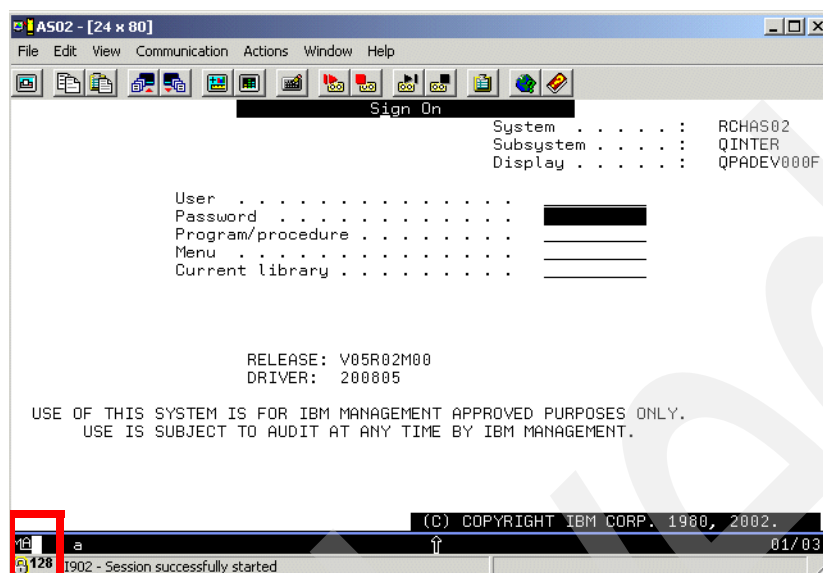 AS02 - [24 x 80]
File Edit View Communication Actions Window Help
Sign On
System . . . . . : RCHAS02
Subsystem . . . . : QINTER
Display . . . . . : QPADEV000F
User . . . . . . . . . . . . . .
Password . . . . . . . . . . . .
Program/procedure . . . . . . . .
Menu . . . . . . . . . . . . . .
Current library . . . . . . . . .
RELEASE: V05R02M00
DRIVER: 200805
USE OF THIS SYSTEM IS FOR IBM MANAGEMENT APPROVED PURPOSES ONLY.
USE IS SUBJECT TO AUDIT AT ANY TIME BY IBM MANAGEMENT.
(C) COPYRIGHT IBM CORP. 1980, 2002.
MA a 01/03
128 I902 - Session successfully started